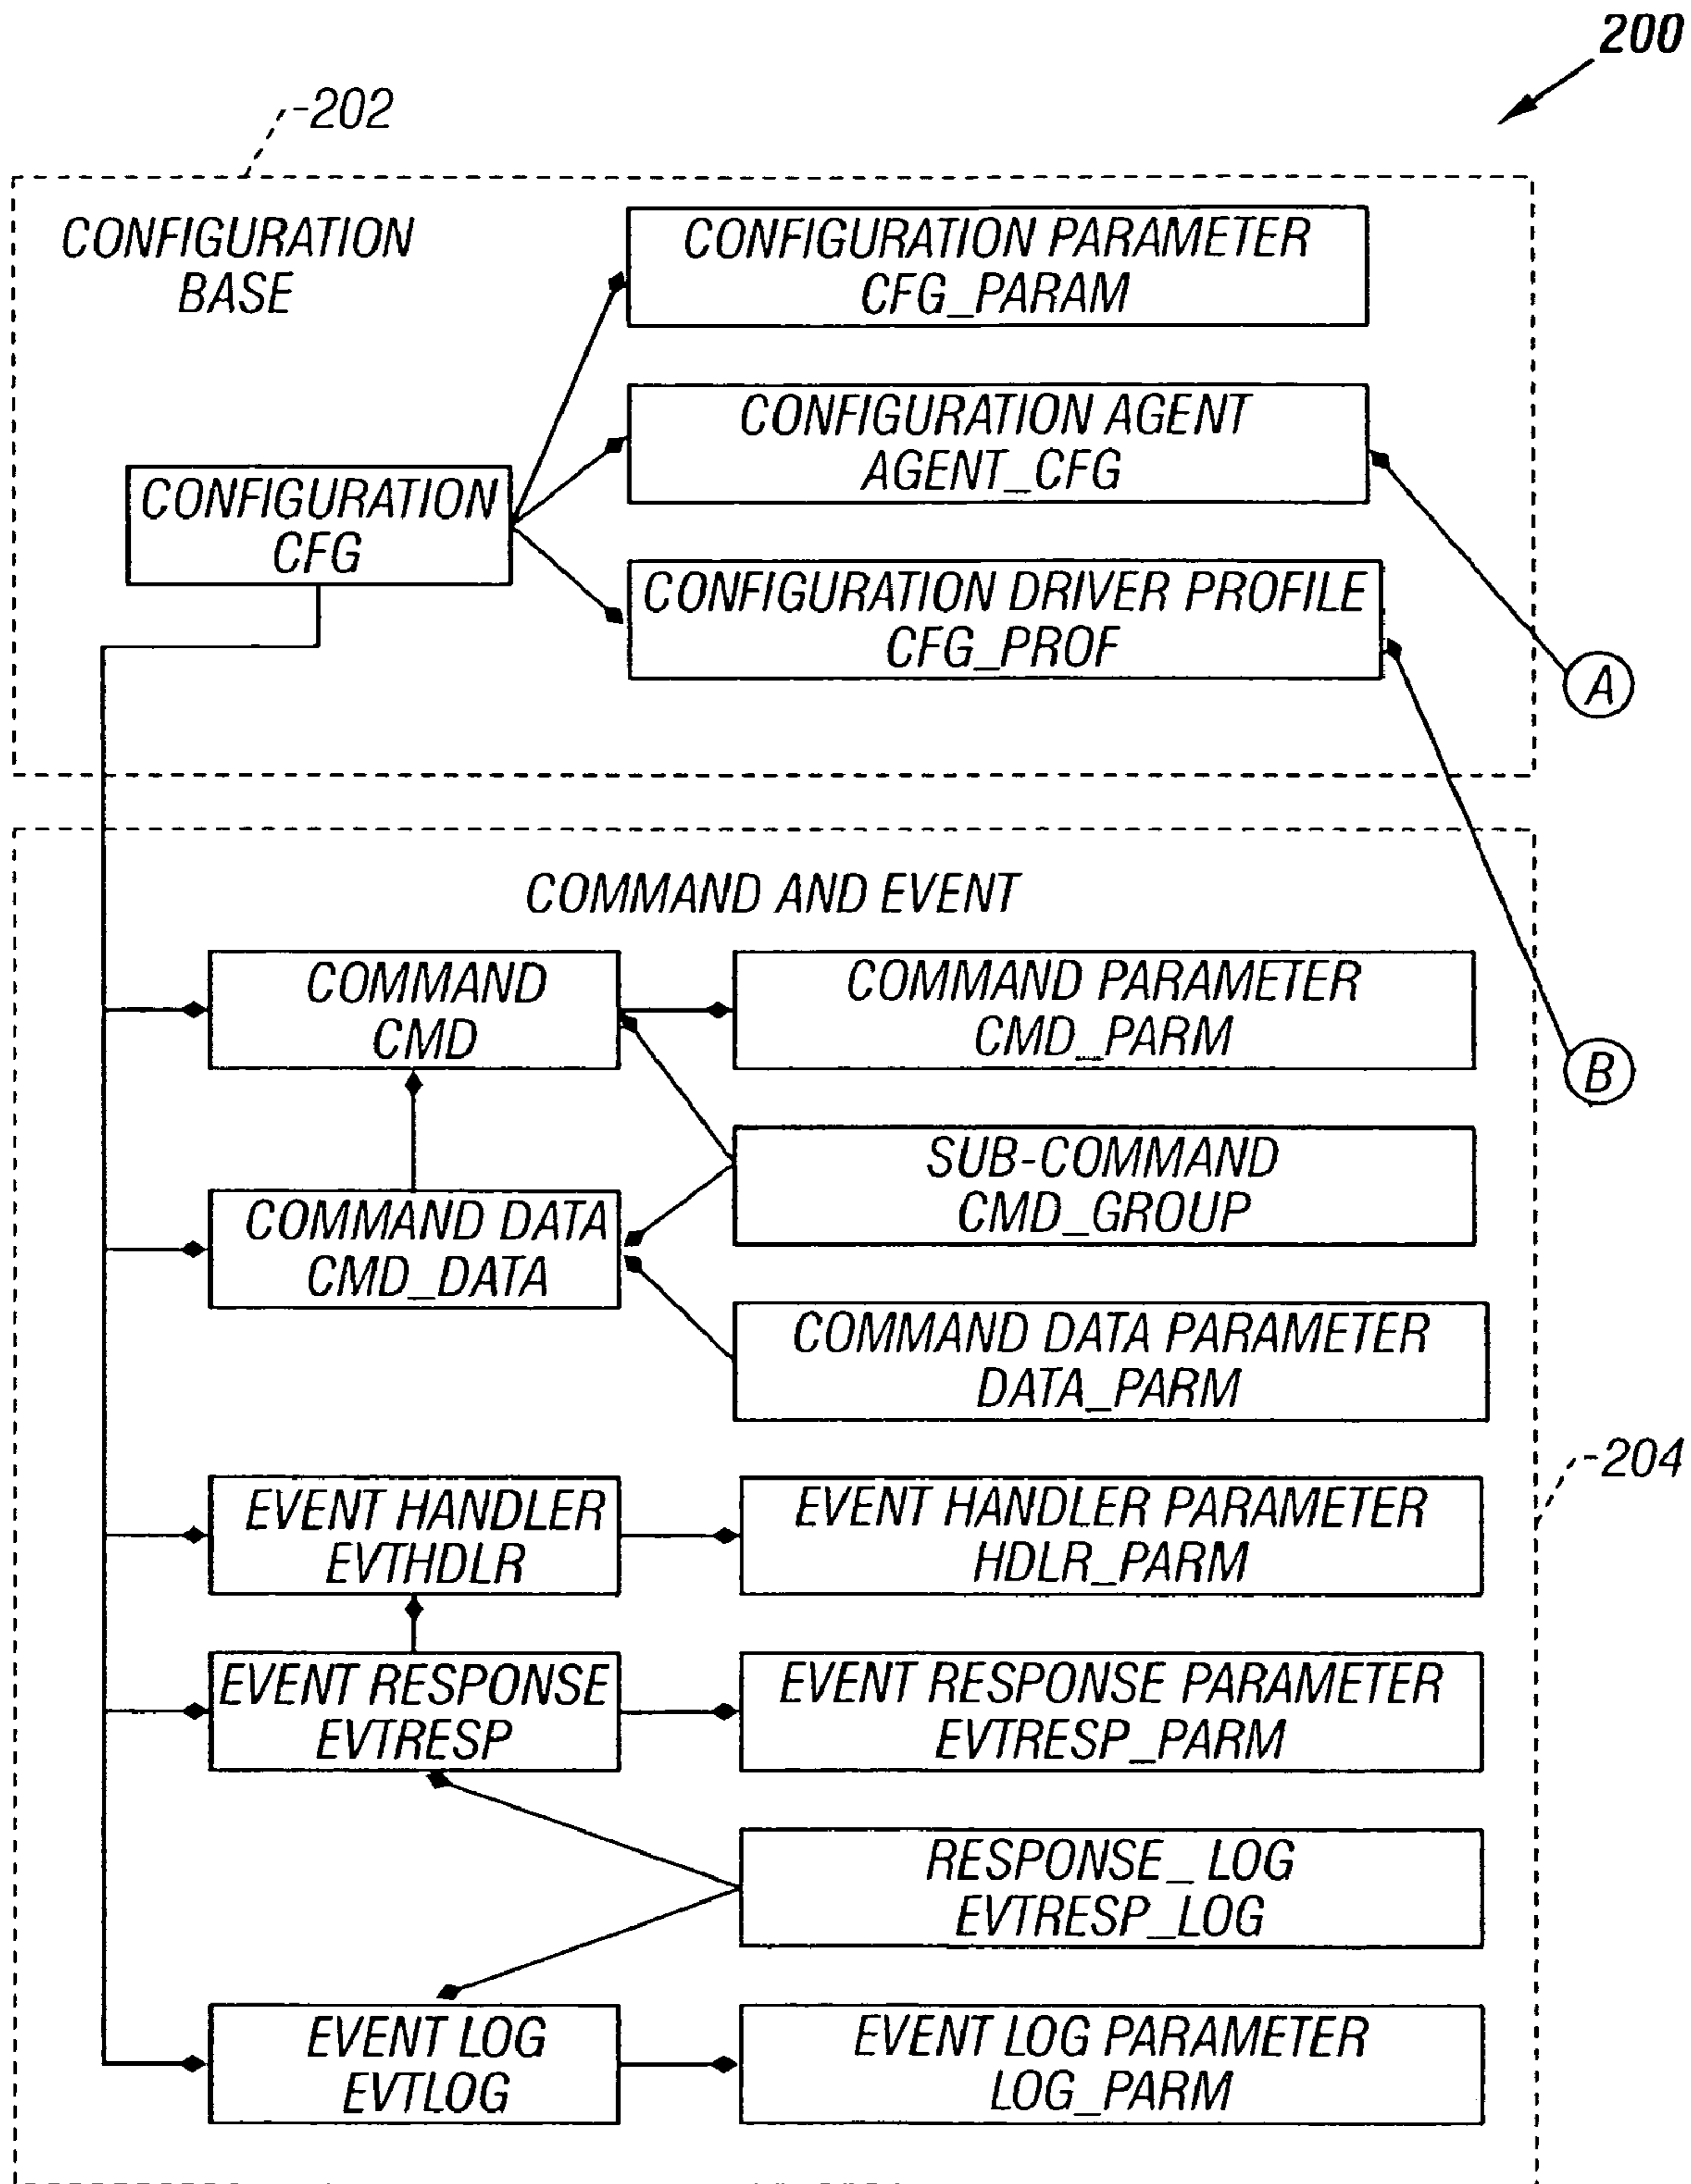 200
-202
CONFIGURATION
BASE
CONFIGURATION PARAMETER
CFG_PARAM
CONFIGURATION AGENT
AGENT_CFG
CONFIGURATION
CFG
CONFIGURATION DRIVER PROFILE
CFG_PROF
A
COMMAND AND EVENT
COMMAND
CMD
COMMAND PARAMETER
CMD_PARM
B
SUB-COMMAND
CMD_GROUP
COMMAND DATA
CMD_DATA
COMMAND DATA PARAMETER
DATA_PARM
-204
EVENT HANDLER
EVTHDLR
EVENT HANDLER PARAMETER
HDLR_PARM
EVENT RESPONSE
EVTRESP
EVENT RESPONSE PARAMETER
EVTRESP_PARM
RESPONSE_ LOG
EVTRESP_LOG
EVENT LOG
EVTLOG
EVENT LOG PARAMETER
LOG_PARM